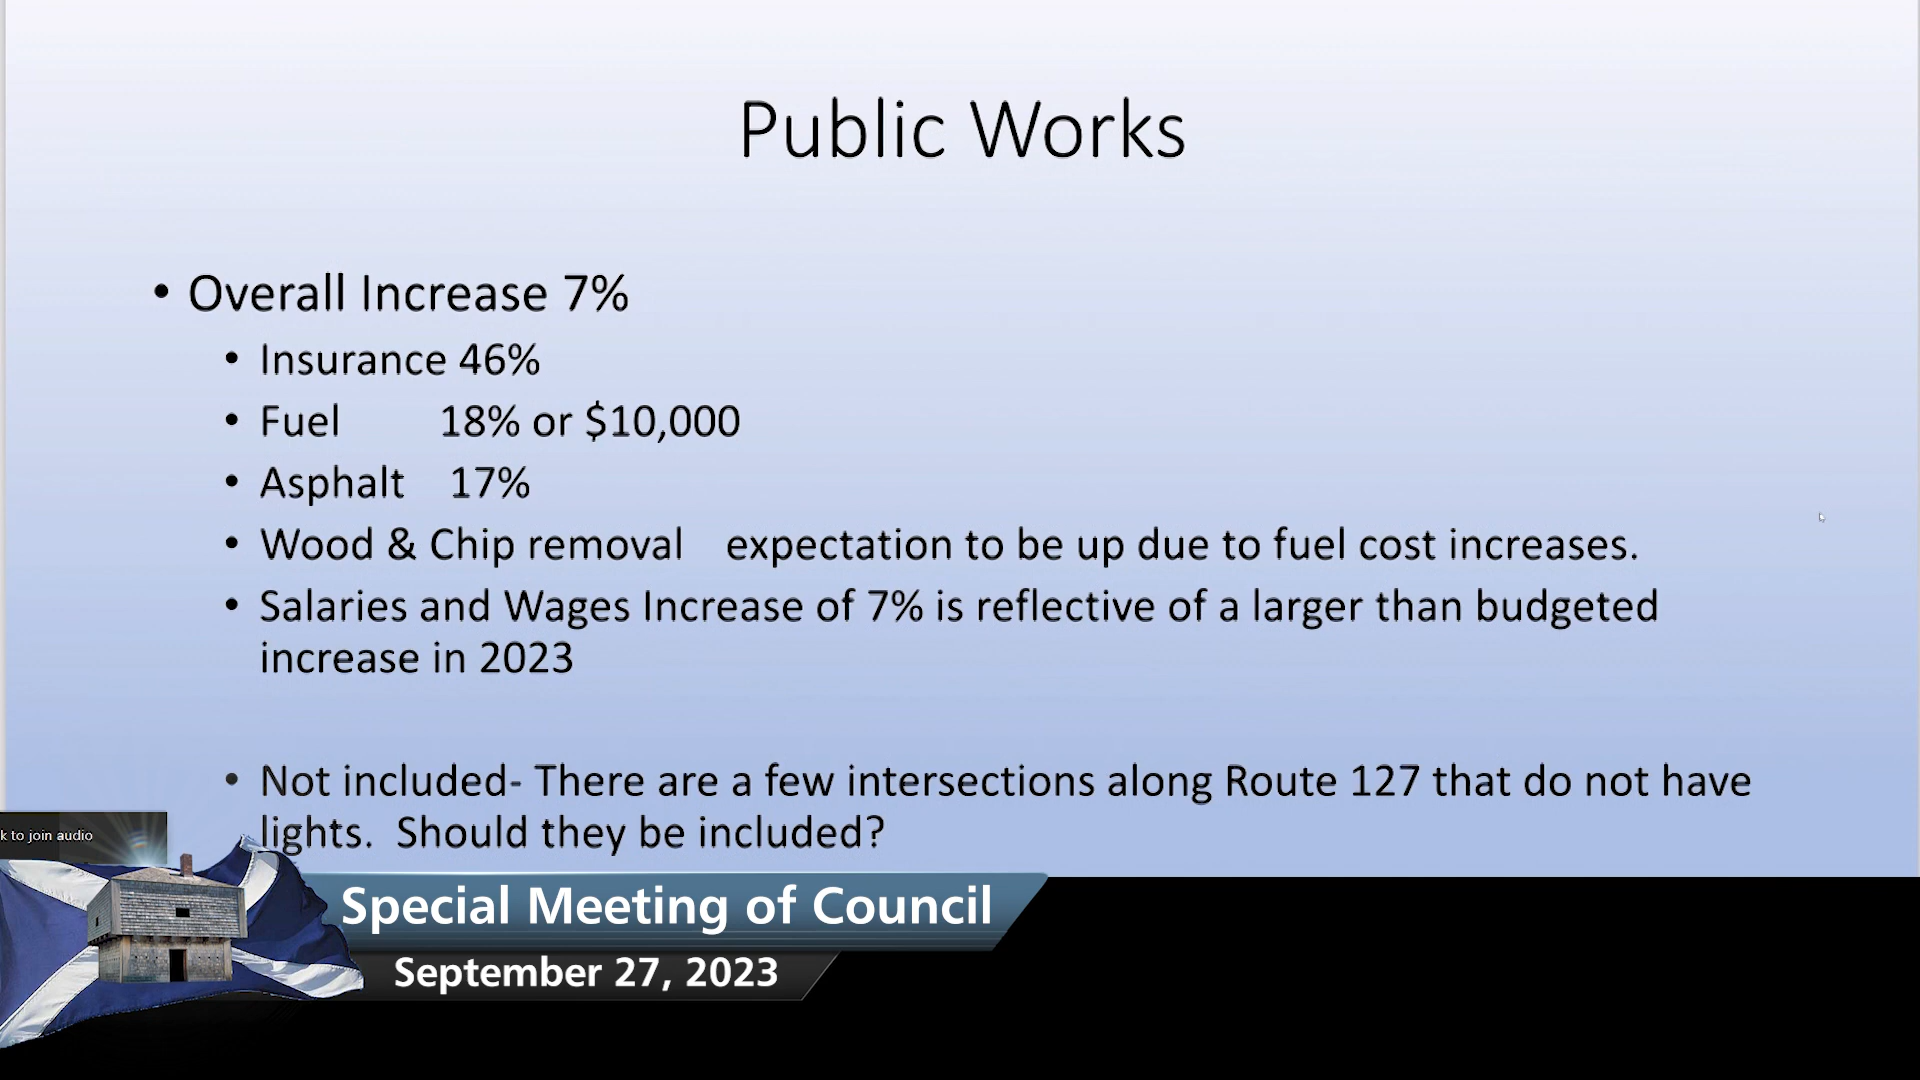 Public Works
• Overall Increase 7%
• Insurance 46%
• Fuel 18% or $10,000
• Asphalt 17%
• Wood & Chip removal expectation to be up due to fuel cost increases.
• Salaries and Wages Increase of 7% is reflective of a larger than budgeted
increase in 2023
• Not included- There are a few intersections along Route 127 that do not have
lights. Should they be included?
k to join audio
Special Meeting of Council
September 27, 2023